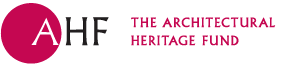 AHF THE ARCHITECTURAL
HERITAGE FUND